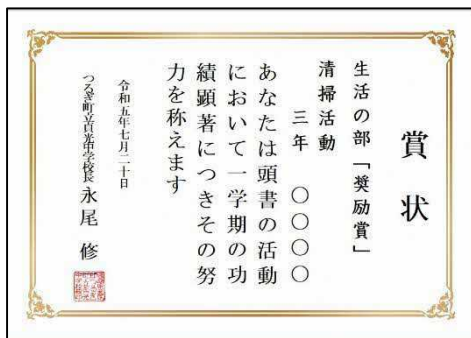 賞状
生活の部「奨励賞」
清掃活動
三年　〇〇〇〇
あなたは頭書の活動
において一学期の功
績顕著につきその努
力を称えます
令和五年七月二十日
つるぎ町立貞光中学校長　永尾　修